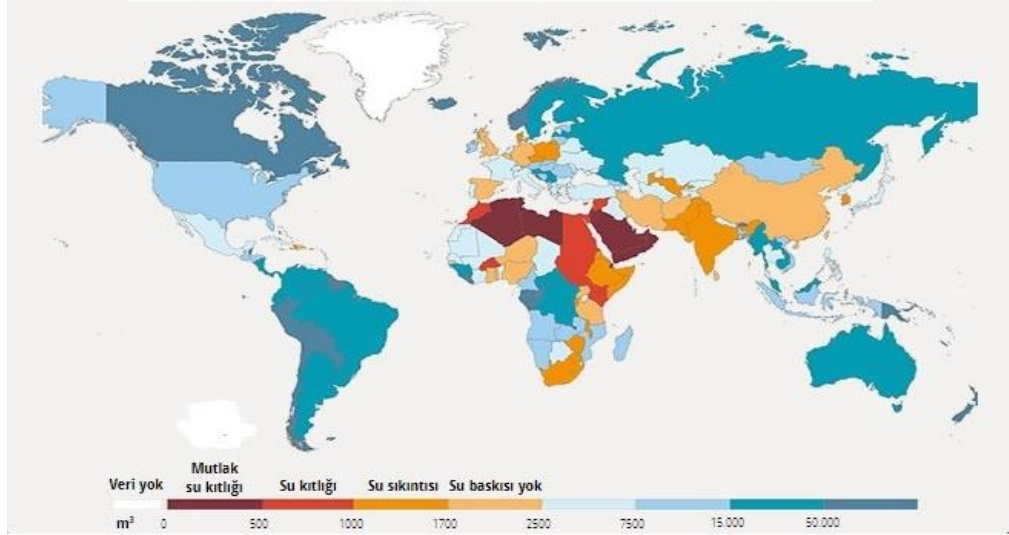 Veri yok
Mutlak
su kıtlığı
Su kıtlığı
Su sıkıntısı
Su baskısı yok
m³ 0 500 1000 1700 2500 7500 15.000 50.000